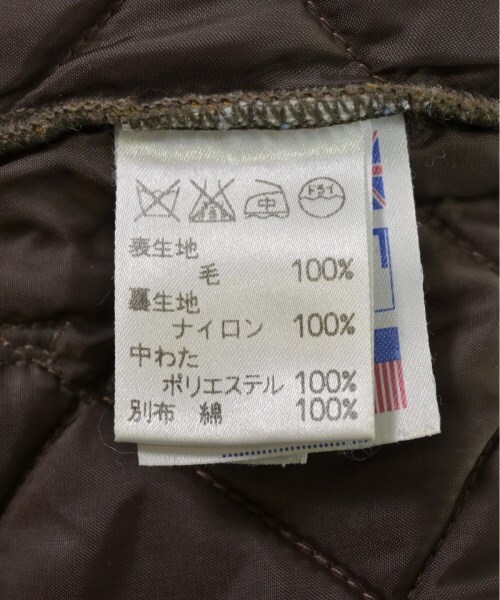 中 ドライ
表生地
毛 100%
裏生地
ナイロン 100%
中わた
ポリエステル 100%
別布 綿 100%